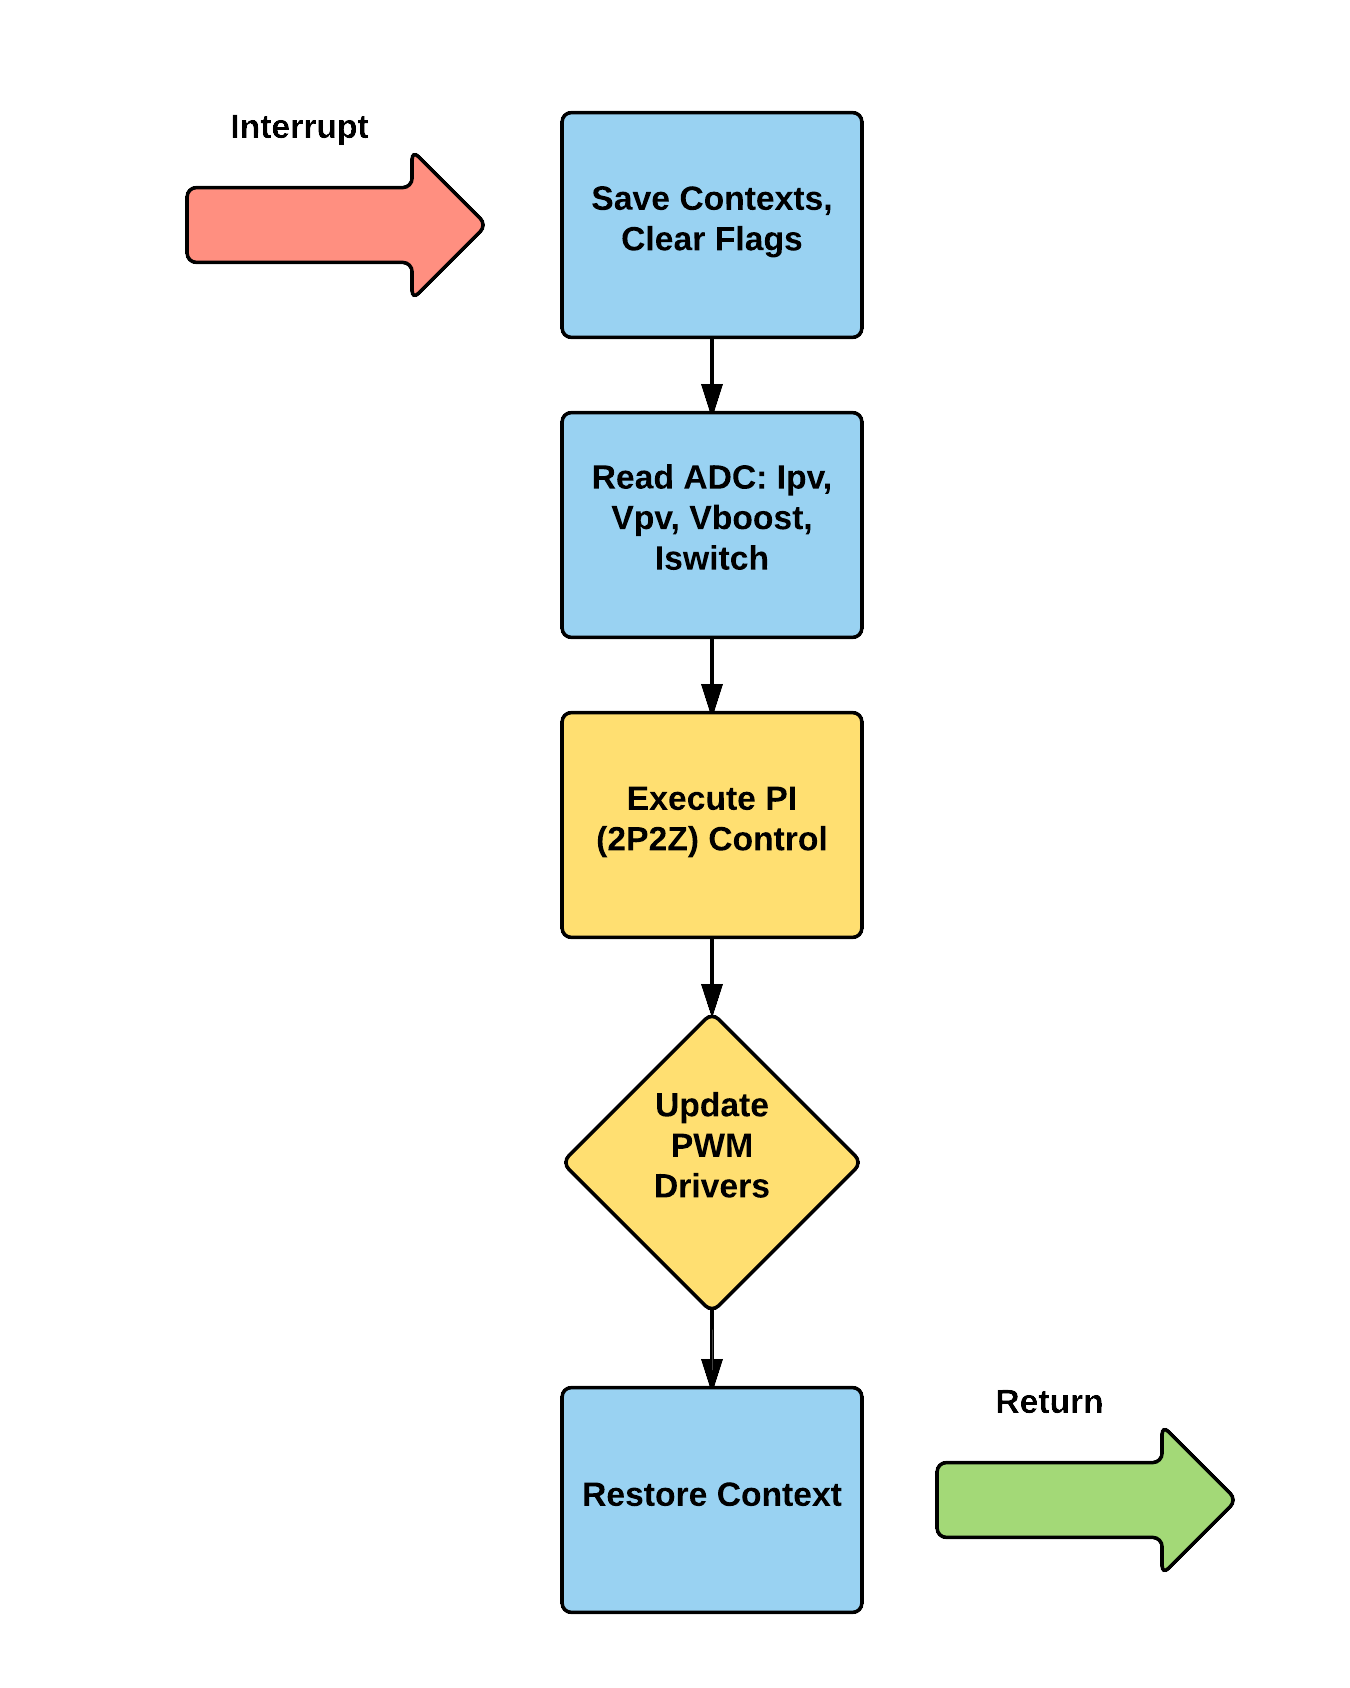 Interrupt
Save Contexts,
Clear Flags
Read ADC: Ipv,
Vpv, Vboost,
Iswitch
Execute PI
(2P2Z) Control
Update
PWM
Drivers
Return
Restore Context